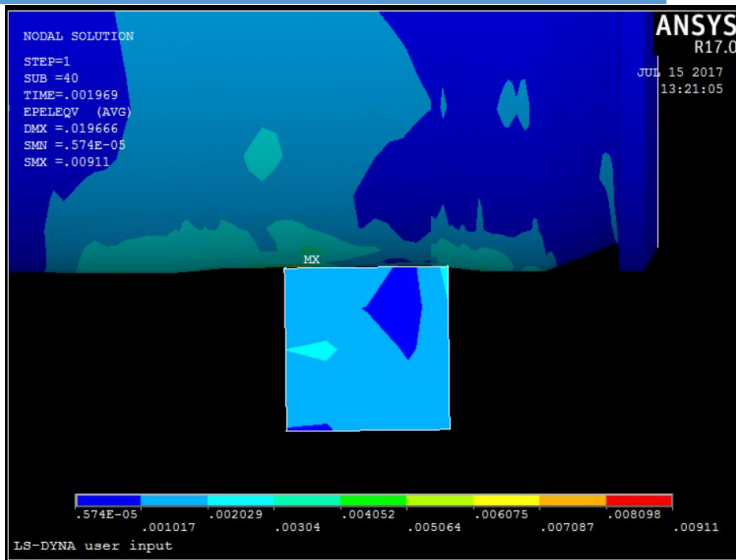 NODAL SOLUTION
STEP=1
SUB =40
TIME=.001969
EPELEQV (AVG)
DMX =.019666
SMN =.574E-05
SMX =.00911
ANSYS
R17.0
JUL 15 2017
13:21:05
MX
.574E-05 .002029 .004052 .006075 .008098
.001017 .00304 .005064 .007087 .00911
LS-DYNA user input